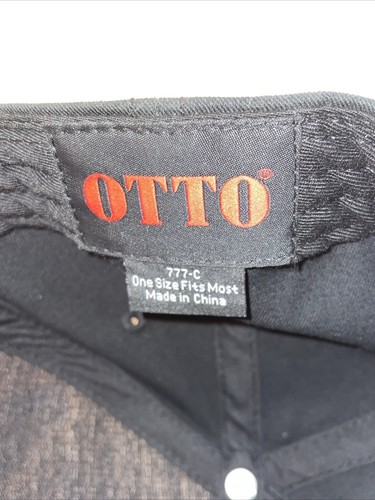 OTTO®
777-C
One Size Fits Most
Made in China